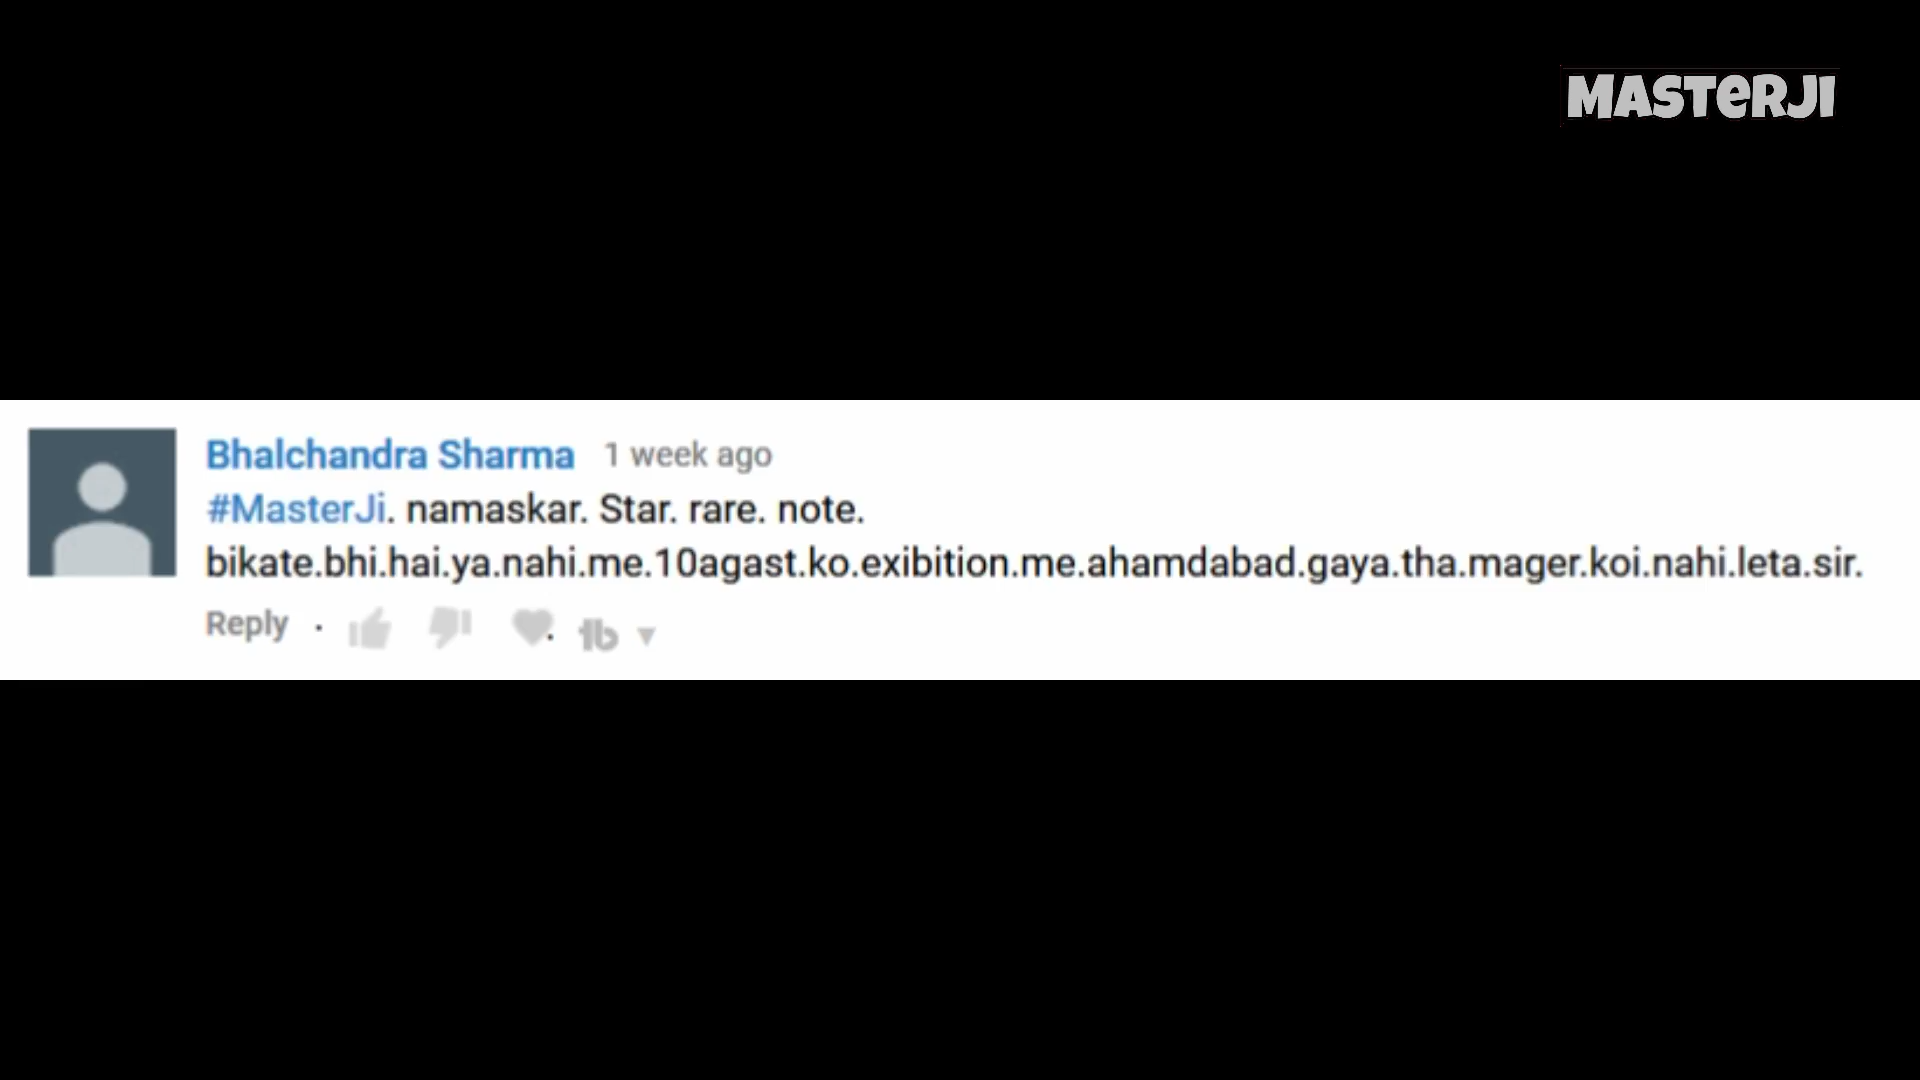 MASTERJI
Bhalchandra Sharma 1 week ago
#MasterJi. namaskar. Star. rare. note.
bikate.bhi.hai.ya.nahi.me.10agast.ko.exibition.me.ahamdabad.gaya.tha.mager.koi.nahi.leta.sir.
Reply · tb